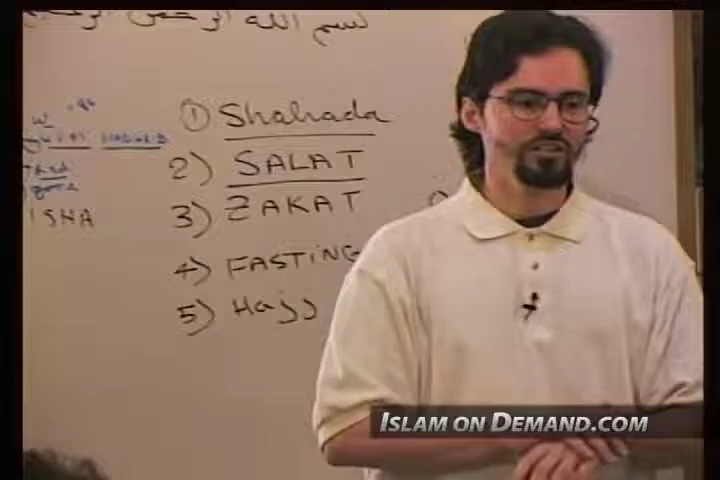 بسم الله الرحمن الرحيم
① Shahada
2) SALAT
3) ZAKAT
4) FASTING
5) Hajj
ISHA
ISLAM ON DEMAND.COM